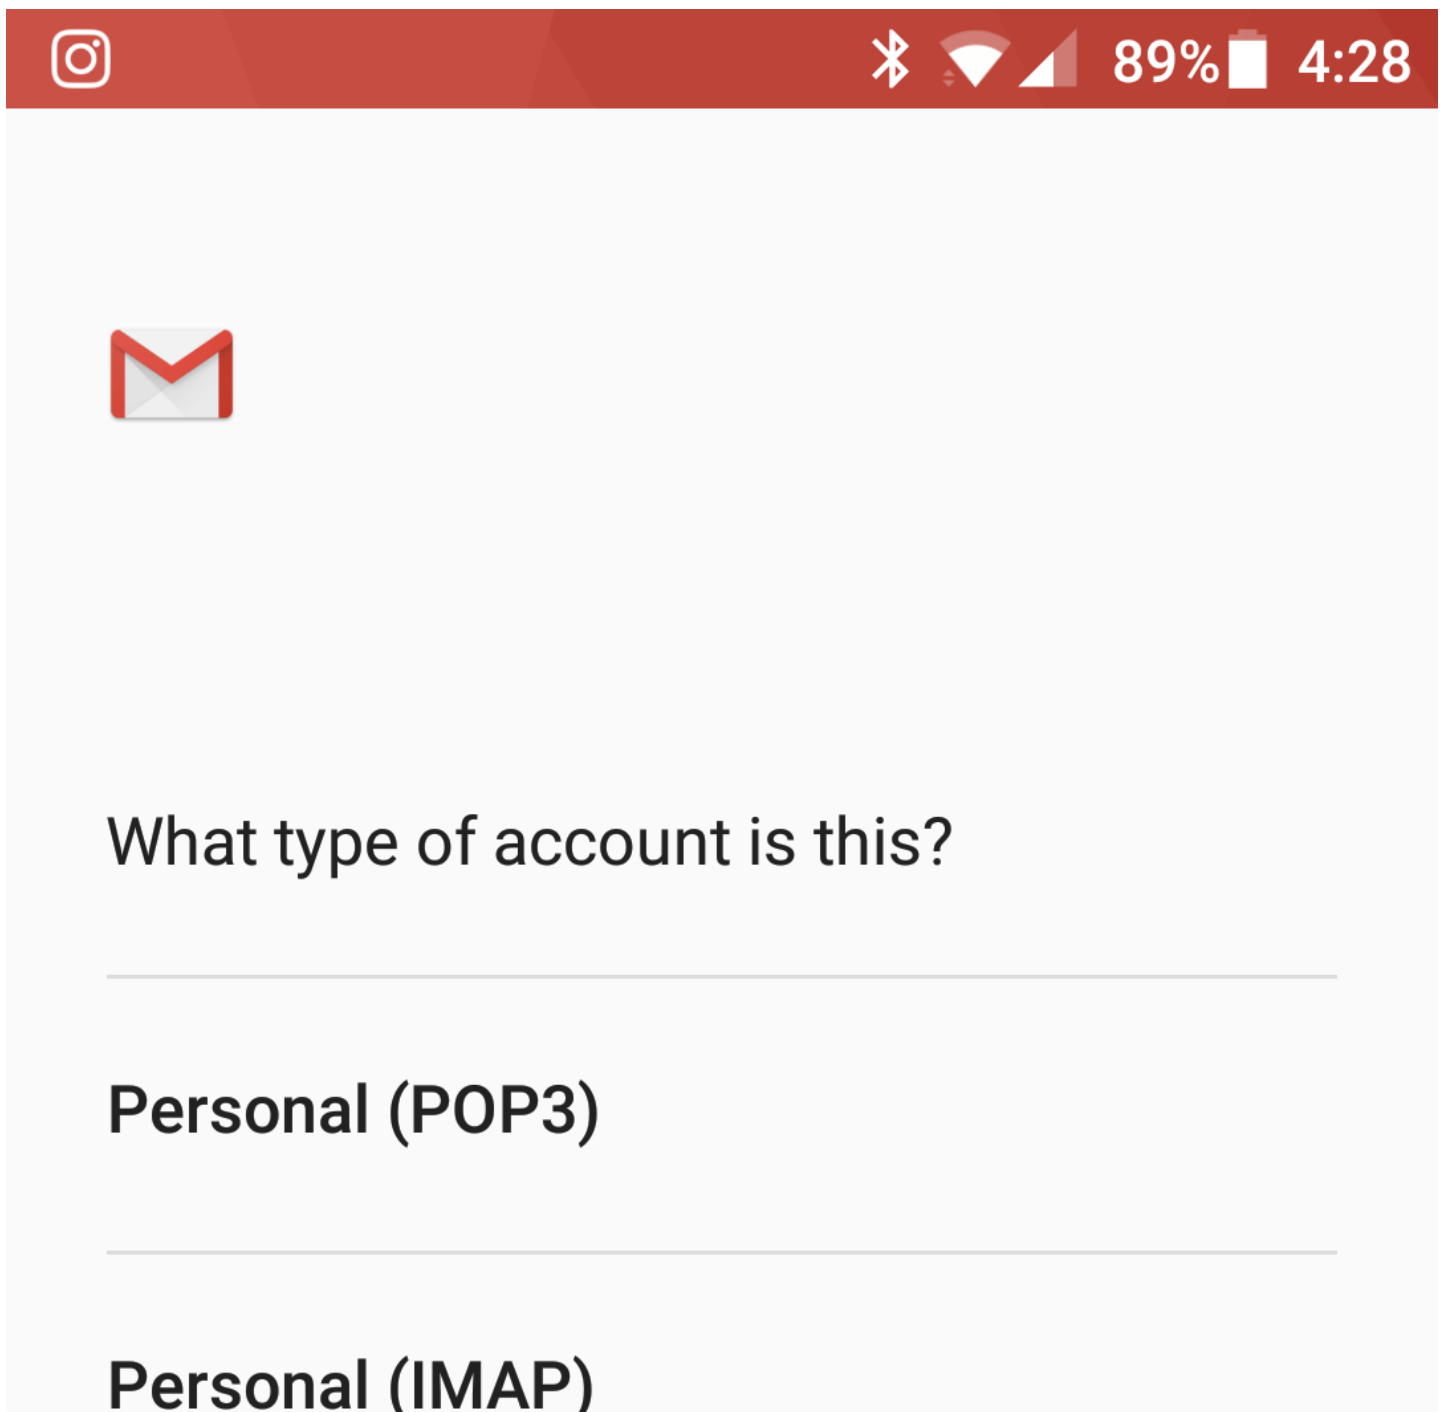 89% 4:28
What type of account is this?
Personal (POP3)
Personal (IMAP)